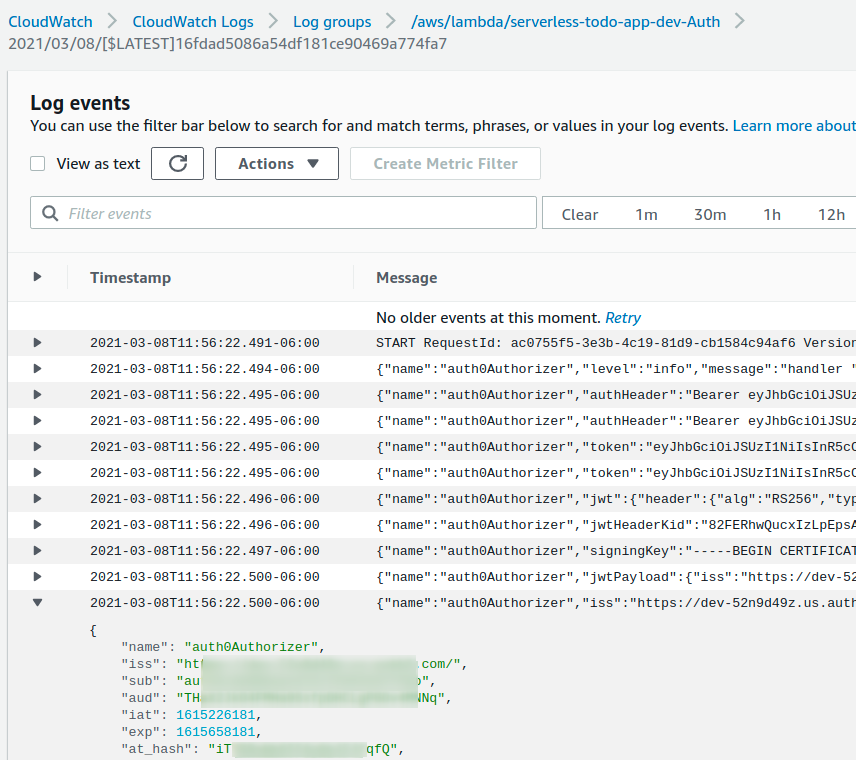 CloudWatch > CloudWatch Logs > Log groups > /aws/lambda/serverless-todo-app-dev-Auth >
2021/03/08/[$LATEST]16fdad5086a54df181ce90469a774fa7
Log events
You can use the filter bar below to search for and match terms, phrases, or values in your log events. Learn more about
View as text Actions Create Metric Filter
Filter events Clear 1m 30m 1h 12h
Timestamp Message
No older events at this moment. Retry
2021-03-08T11:56:22.491-06:00 START RequestId: ac0755f5-3e3b-4c19-81d9-cb1584c94af6 Version
2021-03-08T11:56:22.494-06:00 {"name":"auth0Authorizer","level":"info","message":"handler "
2021-03-08T11:56:22.495-06:00 {"name":"auth0Authorizer","authHeader":"Bearer eyJhbGciOiJSUz
2021-03-08T11:56:22.495-06:00 {"name":"auth0Authorizer","authHeader":"Bearer eyJhbGciOiJSUz
2021-03-08T11:56:22.495-06:00 {"name":"auth0Authorizer","token":"eyJhbGciOiJSUzI1NiIsInR5cC
2021-03-08T11:56:22.495-06:00 {"name":"auth0Authorizer","token":"eyJhbGciOiJSUzI1NiIsInR5cC
2021-03-08T11:56:22.496-06:00 {"name":"auth0Authorizer","jwt":{"header":{"alg":"RS256","typ
2021-03-08T11:56:22.496-06:00 {"name":"auth0Authorizer","jwtHeaderKid":"82FERhwQucxIzLpEpsA
2021-03-08T11:56:22.497-06:00 {"name":"auth0Authorizer","signingKey":"-----BEGIN CERTIFICAT
2021-03-08T11:56:22.500-06:00 {"name":"auth0Authorizer","jwtPayload":{"iss":"https://dev-52
2021-03-08T11:56:22.500-06:00 {"name":"auth0Authorizer","iss":"https://dev-52n9d49z.us.auth
{
"name": "auth0Authorizer",
"iss": "ht .com/",
"sub": "au ",
"aud": "TH NNq",
"iat": 1615226181,
"exp": 1615658181,
"at_hash": "iT qfQ",